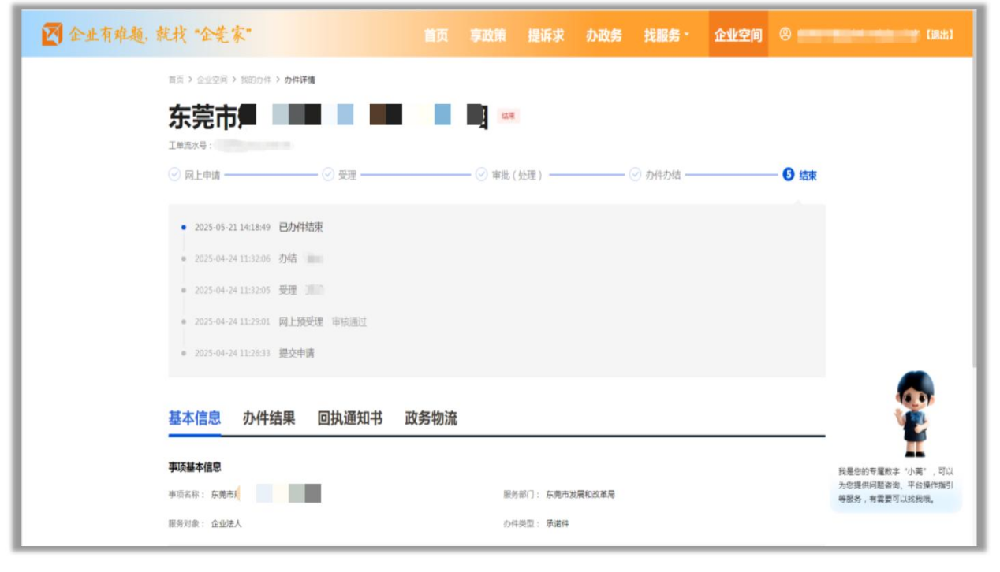 企业有难题，就找“企莞家”
首页 享政策 提诉求 办政务 找服务 企业空间 【退出】
首页 > 企业空间 > 我的办件 > 办件详情
东莞市 结束
工单流水号：
网上申请 受理 审批（处理） 办件办结 5 结束
2025-05-21 14:18:49 已办件结束
2025-04-24 11:32:06 办结
2025-04-24 11:32:05 受理
2025-04-24 11:29:01 网上预受理 审核通过
2025-04-24 11:26:33 提交申请
基本信息 办件结果 回执通知书 政务物流
事项基本信息
事项名称： 东莞市 服务部门： 东莞市发展和改革局
服务对象： 企业法人 办件类型： 承诺件
我是您的专属数字“小莞”，可以
为您提供问题咨询、平台操作指引
等服务，有需要可以找我哦。